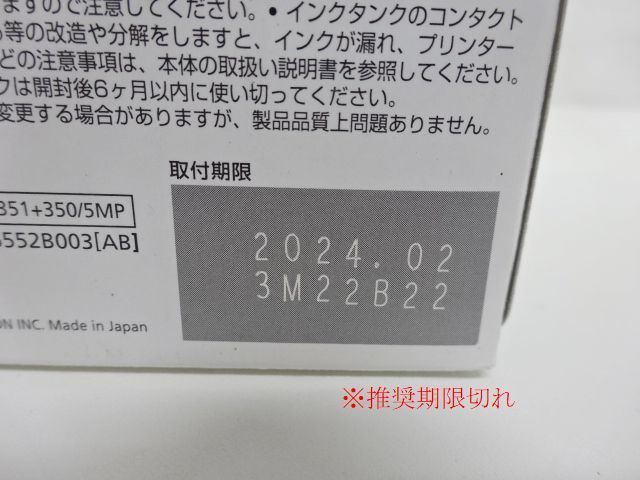 ますので注意してください。• インクタンクのコンタクト
等の改造や分解をしますと、インクが漏れ、プリンター
どの注意事項は、本体の取扱い説明書を参照してください。
クは開封後6ヶ月以内に使い切ってください。
変更する場合がありますが、製品品質上問題ありません。
取付期限
351+350/5MP
6552B003[AB]
2024.02
3M22B22
ON INC. Made in Japan
※推奨期限切れ